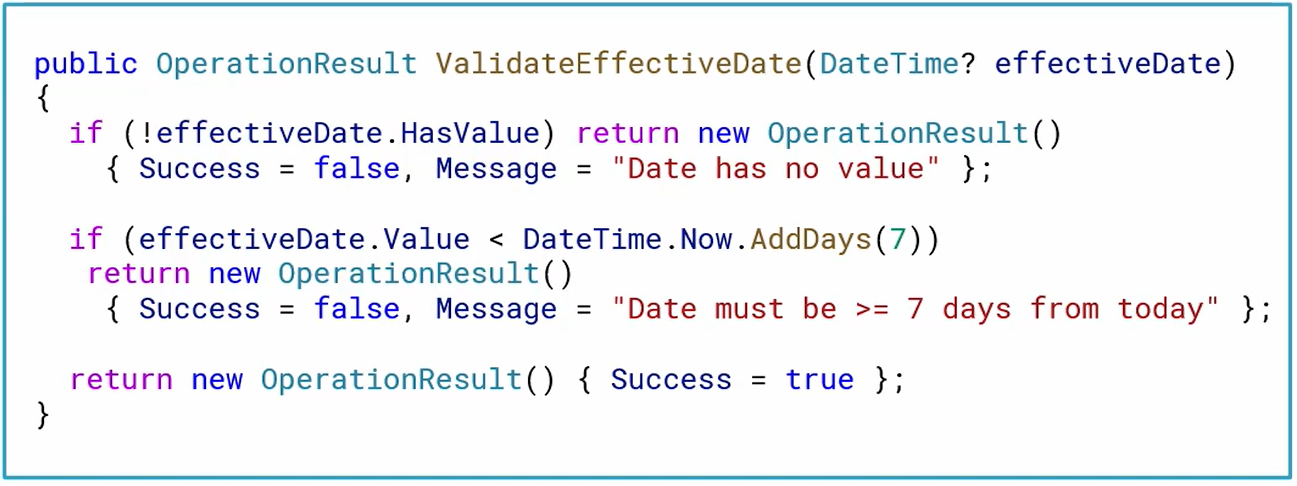 public OperationResult ValidateEffectiveDate(DateTime? effectiveDate)
{
  if (!effectiveDate.HasValue) return new OperationResult()
    { Success = false, Message = "Date has no value" };
  if (effectiveDate.Value < DateTime.Now.AddDays(7))
   return new OperationResult()
    { Success = false, Message = "Date must be >= 7 days from today" };
  return new OperationResult() { Success = true };
}